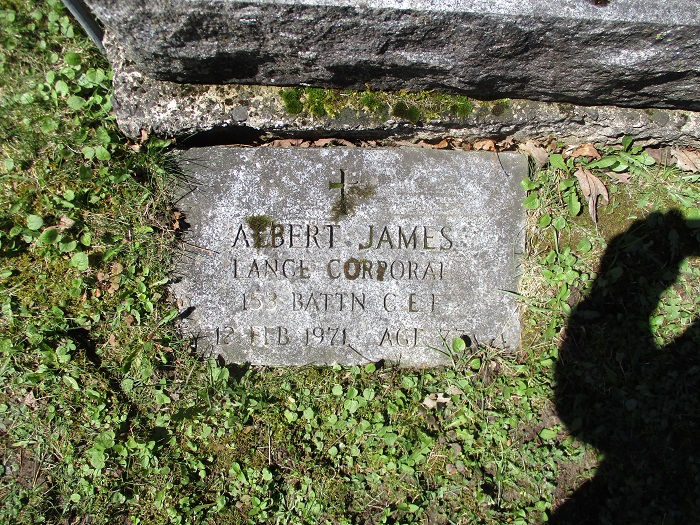 ALBERT JAMES
LANCE CORPORAL
153 BATTN C.E.F.
12 FEB 1971 AGE